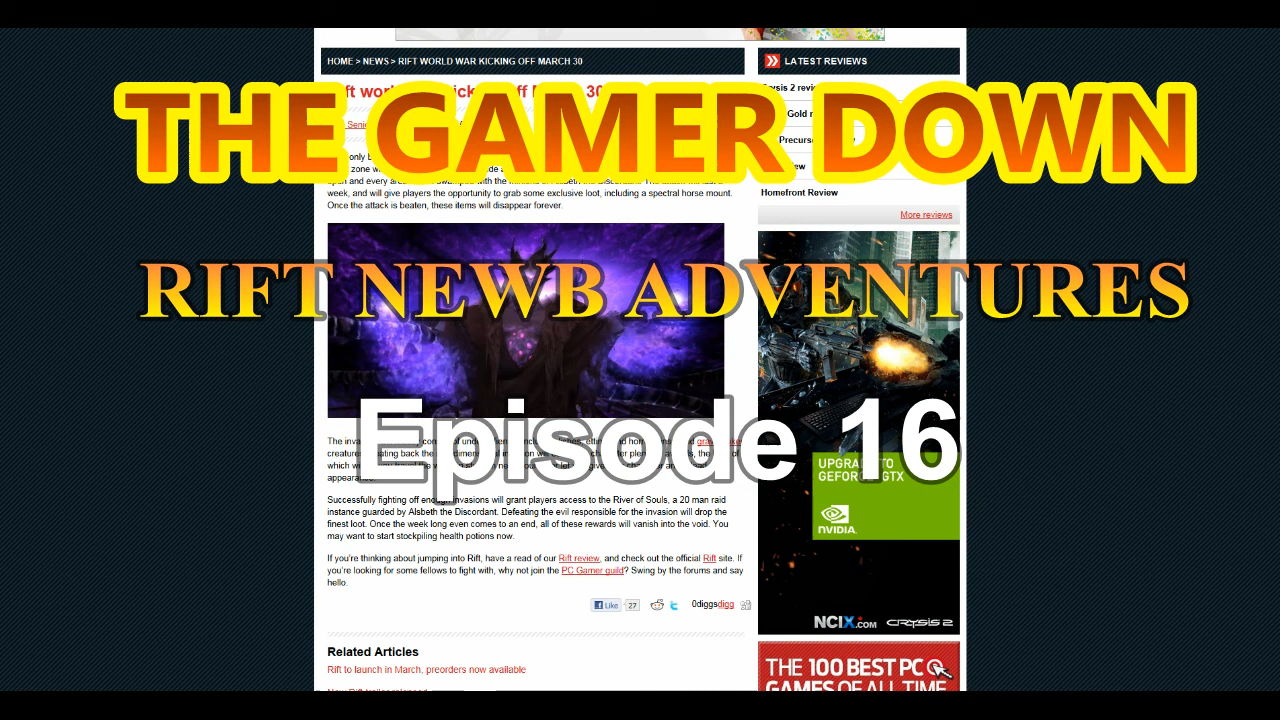 HOME > NEWS > RIFT WORLD WAR KICKING OFF MARCH 30
LATEST REVIEWS
THE GAMER DOWN
Homefront Review
More reviews
week, and will give players the opportunity to grab some exclusive loot, including a spectral horse mount.
Once the attack is beaten, these items will disappear forever.
RIFT NEWB ADVENTURES
Episode 16
appearance.
Successfully fighting off enough invasions will grant players access to the River of Souls, a 20 man raid
instance guarded by Alsbeth the Discordant. Defeating the evil responsible for the invasion will drop the
finest loot. Once the week long even comes to an end, all of these rewards will vanish into the void. You
may want to start stockpiling health potions now.
If you're thinking about jumping into Rift, have a read of our Rift review, and check out the official Rift site. If
you're looking for some fellows to fight with, why not join the PC Gamer guild? Swing by the forums and say
hello.
Like 27
0diggs digg
UPGRADE TO
GEFORCE GTX
NVIDIA
NCIX.COM CRYSIS 2
Related Articles
Rift to launch in March, preorders now available
THE 100 BEST PC
GAMES OF ALL TIME